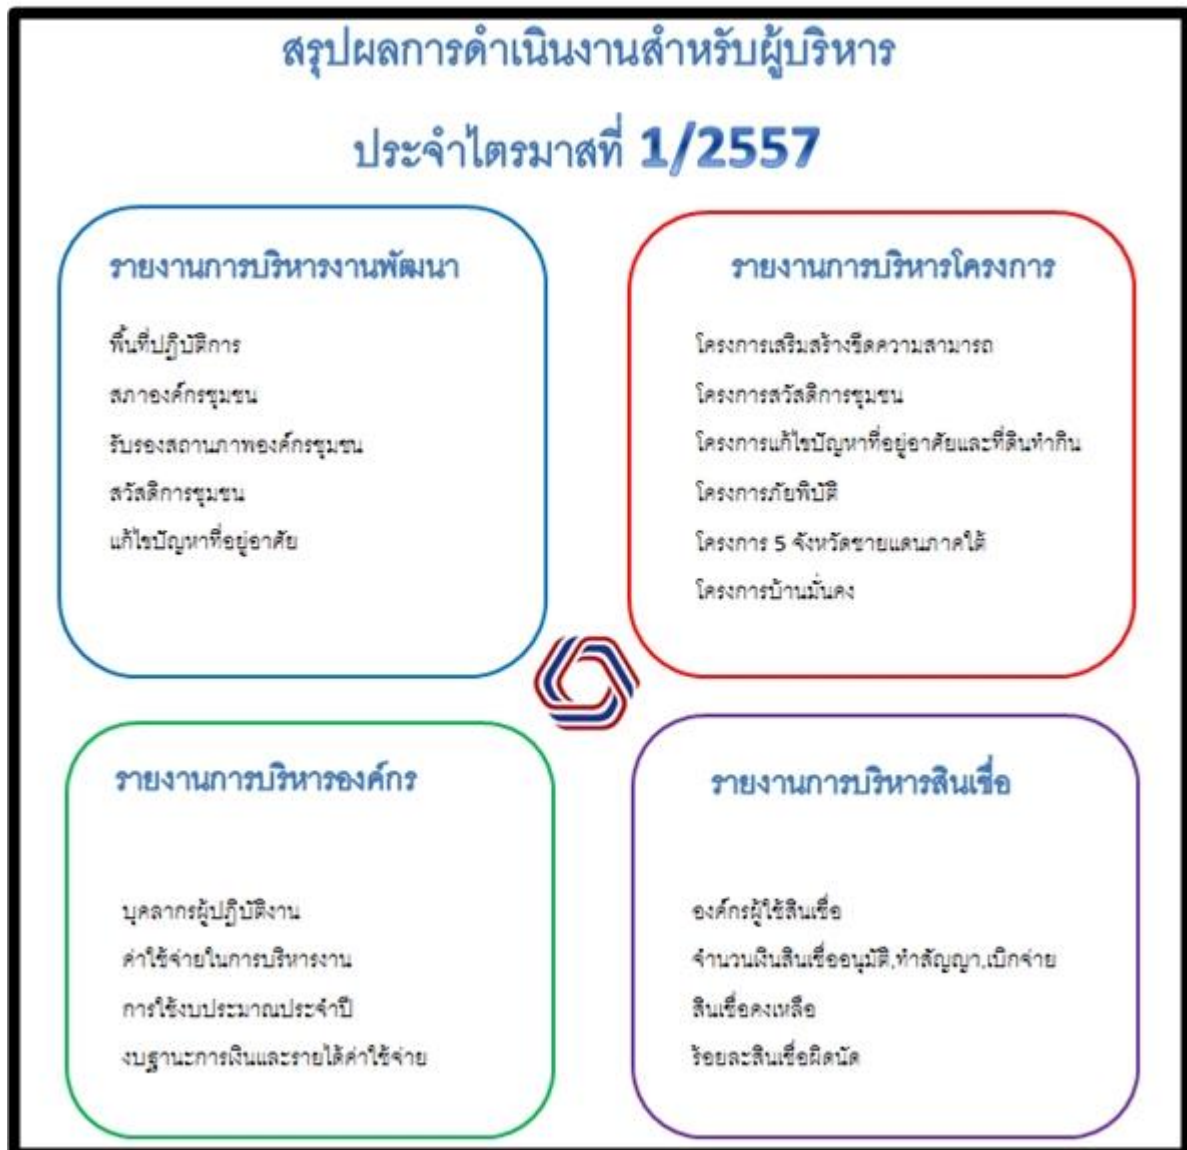 สรุปผลการดำเนินงานสำหรับผู้บริหาร
ประจำไตรมาสที่ 1/2557
รายงานการบริหารงานพัฒนา
พื้นที่ปฏิบัติการ
สภาองค์กรชุมชน
รับรองสถานภาพองค์กรชุมชน
สวัสดิการชุมชน
แก้ไขปัญหาที่อยู่อาศัย
รายงานการบริหารโครงการ
โครงการเสริมสร้างขีดความสามารถ
โครงการสวัสดิการชุมชน
โครงการแก้ไขปัญหาที่อยู่อาศัยและที่ดินทำกิน
โครงการภัยพิบัติ
โครงการ 5 จังหวัดชายแดนภาคใต้
โครงการบ้านมั่นคง
รายงานการบริหารองค์กร
บุคลากรผู้ปฏิบัติงาน
ค่าใช้จ่ายในการบริหารงาน
การใช้งบประมาณประจำปี
งบฐานะการเงินและรายได้ค่าใช้จ่าย
รายงานการบริหารสินเชื่อ
องค์กรผู้ใช้สินเชื่อ
จำนวนเงินสินเชื่ออนุมัติ,ทำสัญญา,เบิกจ่าย
สินเชื่อคงเหลือ
ร้อยละสินเชื่อผิดนัด